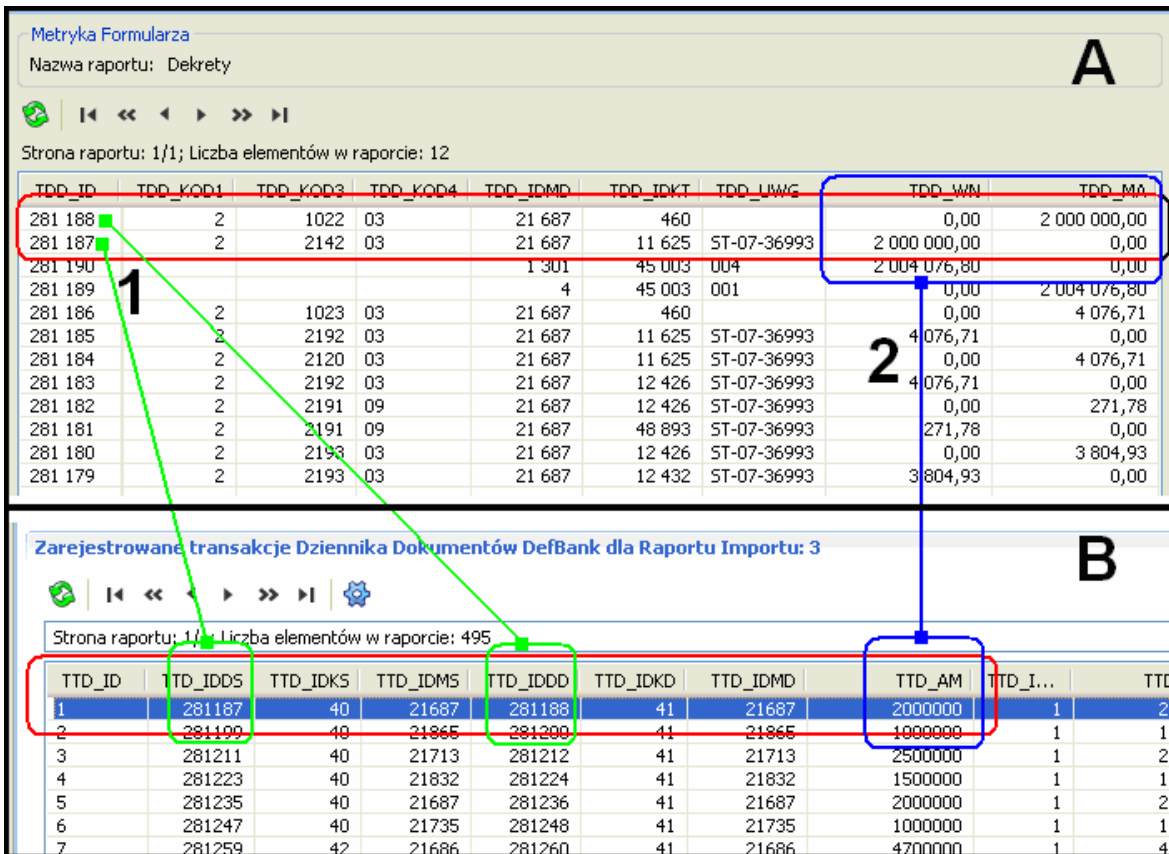 Metryka Formularza
Nazwa raportu: Dekrety
A
Strona raportu: 1/1; Liczba elementów w raporcie: 12
TDD_ID TDD_KOD1 TDD_KOD3 TDD_KOD4 TDD_IDMD TDD_IDKT TDD_UWG TDD_WN TDD_MA
281 188 2 1022 03 21 687 460 0,00 2 000 000,00
281 187 2 2142 03 21 687 11 625 ST-07-36993 2 000 000,00 0,00
281 190 1 301 45 003 004 2 004 076,80 0,00
281 189 4 45 003 001 0,00 2 004 076,80
281 186 2 1023 03 21 687 460 0,00 4 076,71
281 185 2 2192 03 21 687 11 625 ST-07-36993 4 076,71 0,00
281 184 2 2120 03 21 687 11 625 ST-07-36993 0,00 4 076,71
281 183 2 2192 03 21 687 12 426 ST-07-36993 4 076,71 0,00
281 182 2 2191 09 21 687 12 426 ST-07-36993 0,00 271,78
281 181 2 2191 09 21 687 48 893 ST-07-36993 271,78 0,00
281 180 2 2193 03 21 687 12 426 ST-07-36993 0,00 3 804,93
281 179 2 2193 03 21 687 12 432 ST-07-36993 3 804,93 0,00
1
2
Zarejestrowane transakcje Dziennika Dokumentów DefBank dla Raportu Importu: 3
B
Strona raportu: 1/ Liczba elementów w raporcie: 495
TTD_ID TTD_IDDS TTD_IDKS TTD_IDMS TTD_IDDD TTD_IDKD TTD_IDMD TTD_AM TTD_I... TTD
1 281187 40 21687 281188 41 21687 2000000 1 2
2 281199 40 21865 281200 41 21865 1000000 1 1
3 281211 40 21713 281212 41 21713 2500000 1 2
4 281223 40 21832 281224 41 21832 1500000 1 1
5 281235 40 21687 281236 41 21687 2000000 1 2
6 281247 40 21735 281248 41 21735 1000000 1 1
7 281259 42 21686 281260 41 21686 4700000 1 4